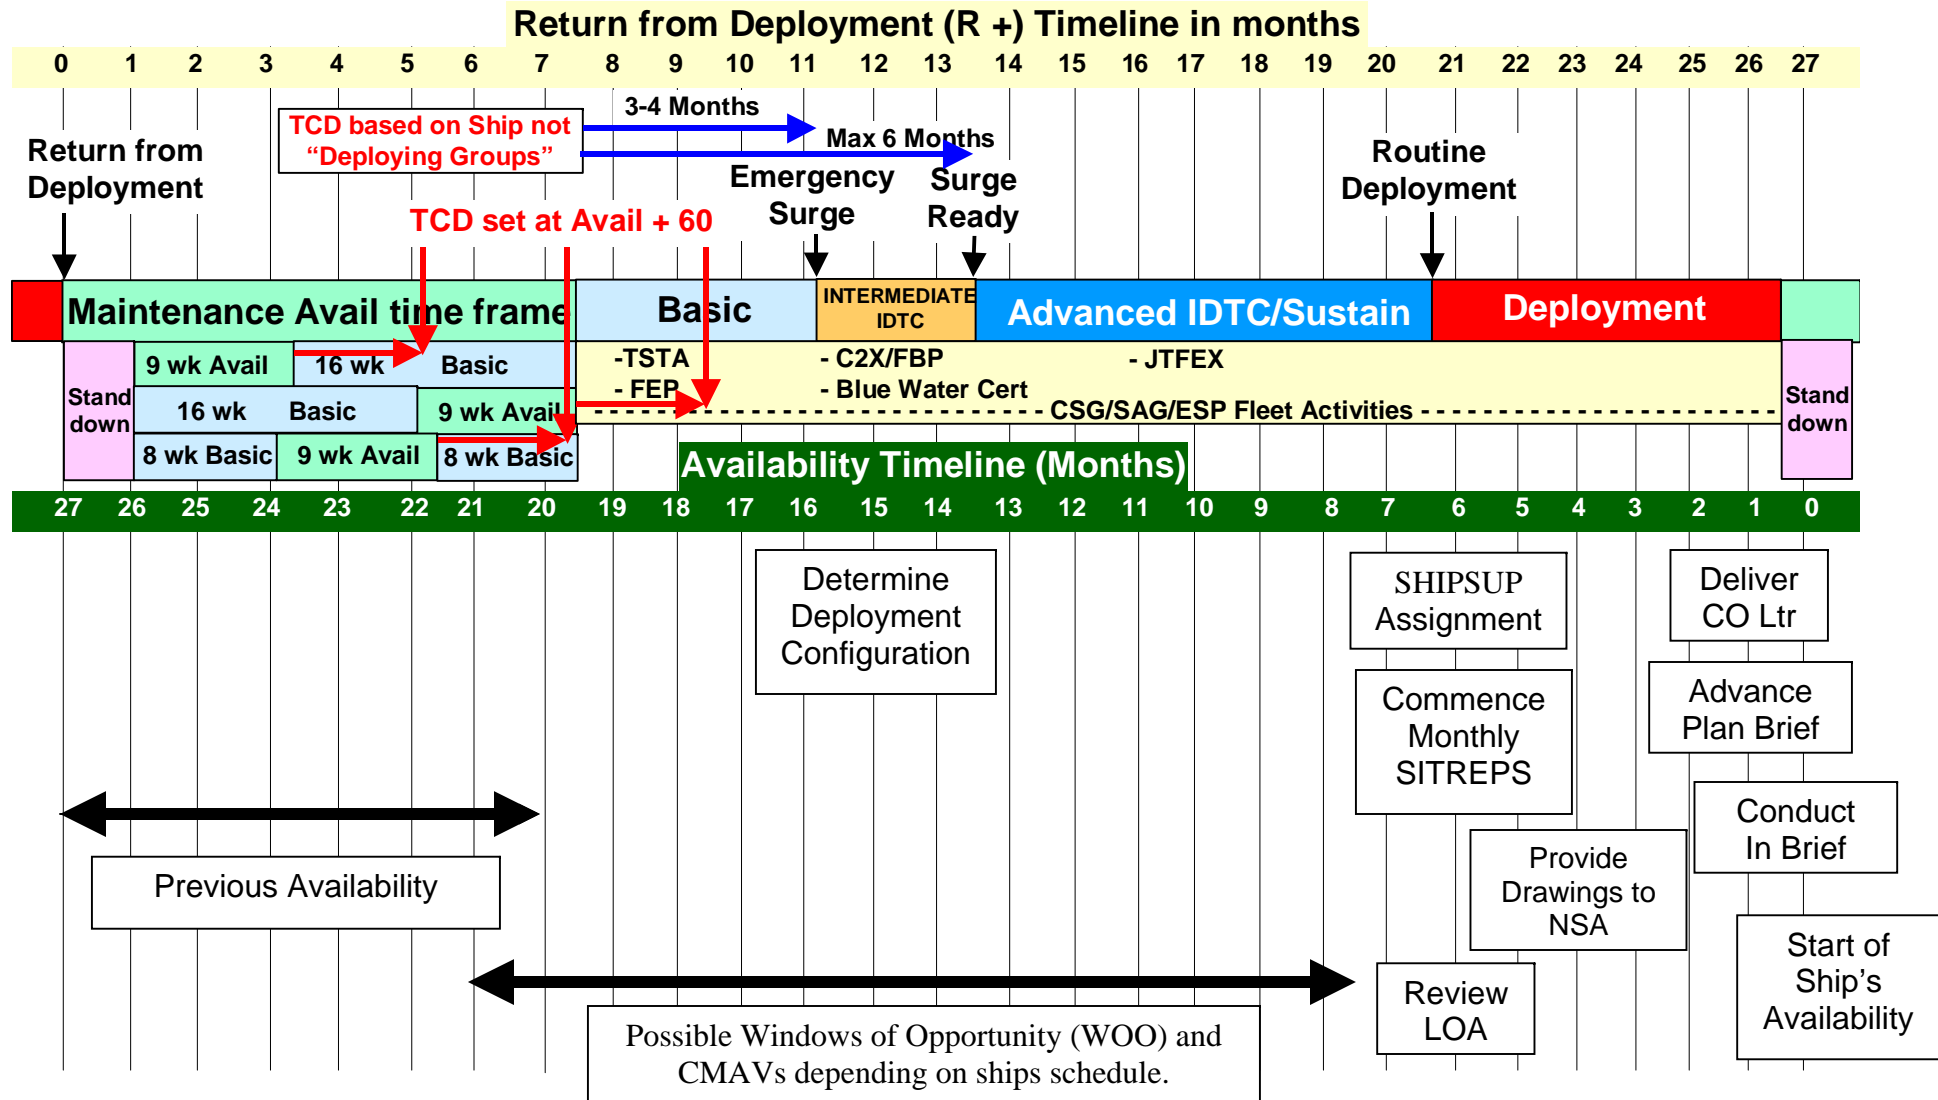 Return from Deployment (R +) Timeline in months
0 1 2 3 4 5 6 7 8 9 10 11 12 13 14 15 16 17 18 19 20 21 22 23 24 25 26 27
TCD based on Ship not
“Deploying Groups”
3-4 Months
Max 6 Months
Return from
Deployment
Emergency
Surge
Surge
Ready
Routine
Deployment
TCD set at Avail + 60
Maintenance Avail time frame
Basic
INTERMEDIATE
IDTC
Advanced IDTC/Sustain
Deployment
Stand
down
9 wk Avail
16 wk Basic
16 wk Basic
9 wk Avail
8 wk Basic
9 wk Avail
8 wk Basic
-TSTA
- FEP
- C2X/FBP
- Blue Water Cert
- JTFEX
CSG/SAG/ESP Fleet Activities
Stand
down
Availability Timeline (Months)
27 26 25 24 23 22 21 20 19 18 17 16 15 14 13 12 11 10 9 8 7 6 5 4 3 2 1 0
Determine
Deployment
Configuration
SHIPSUP
Assignment
Deliver
CO Ltr
Commence
Monthly
SITREPS
Advance
Plan Brief
Conduct
In Brief
Previous Availability
Provide
Drawings to
NSA
Start of
Ship’s
Availability
Review
LOA
Possible Windows of Opportunity (WOO) and
CMAVs depending on ships schedule.